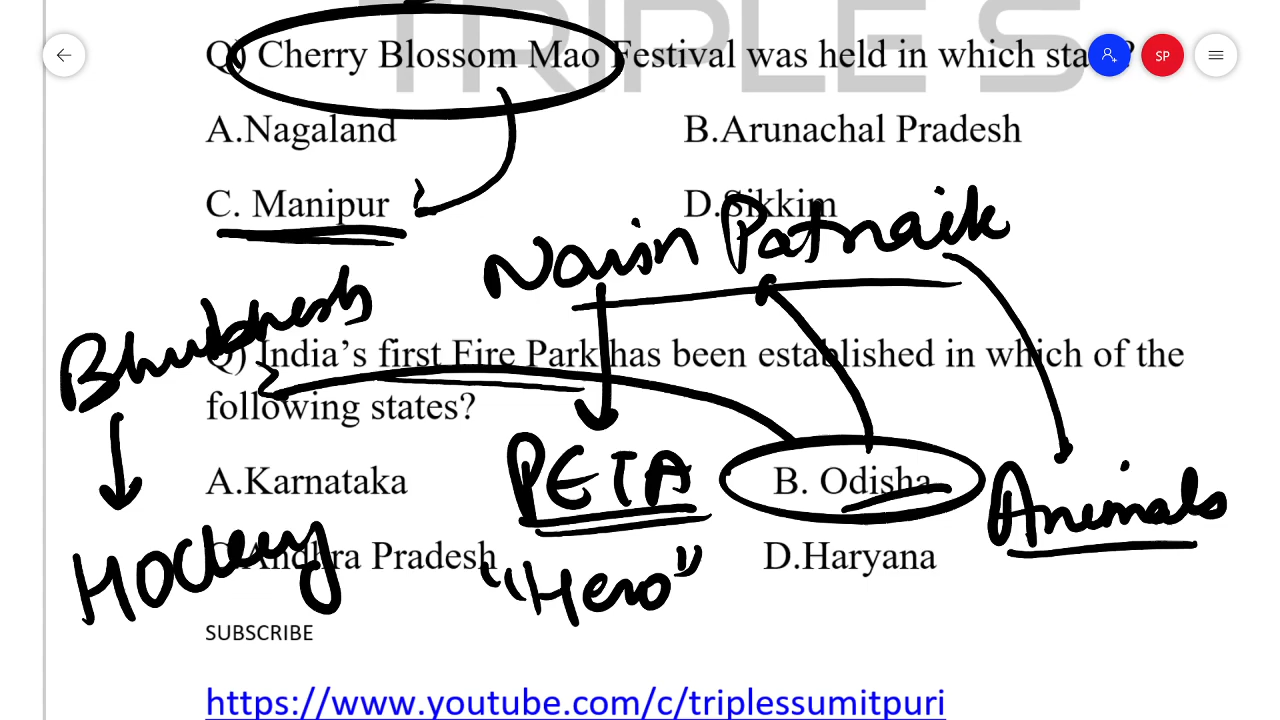 TRIPLE S
Q) Cherry Blossom Mao Festival was held in which state?
A.Nagaland B.Arunachal Pradesh
C. Manipur D.Sikkim
Navin Patnaik
Q) India's first Fire Park has been established in which of the
following states?
A.Karnataka B. Odisha
PETA Animals
C.Andhra Pradesh D.Haryana
Hockey "Hero"
SUBSCRIBE
https://www.youtube.com/c/triplessumitpuri
SP